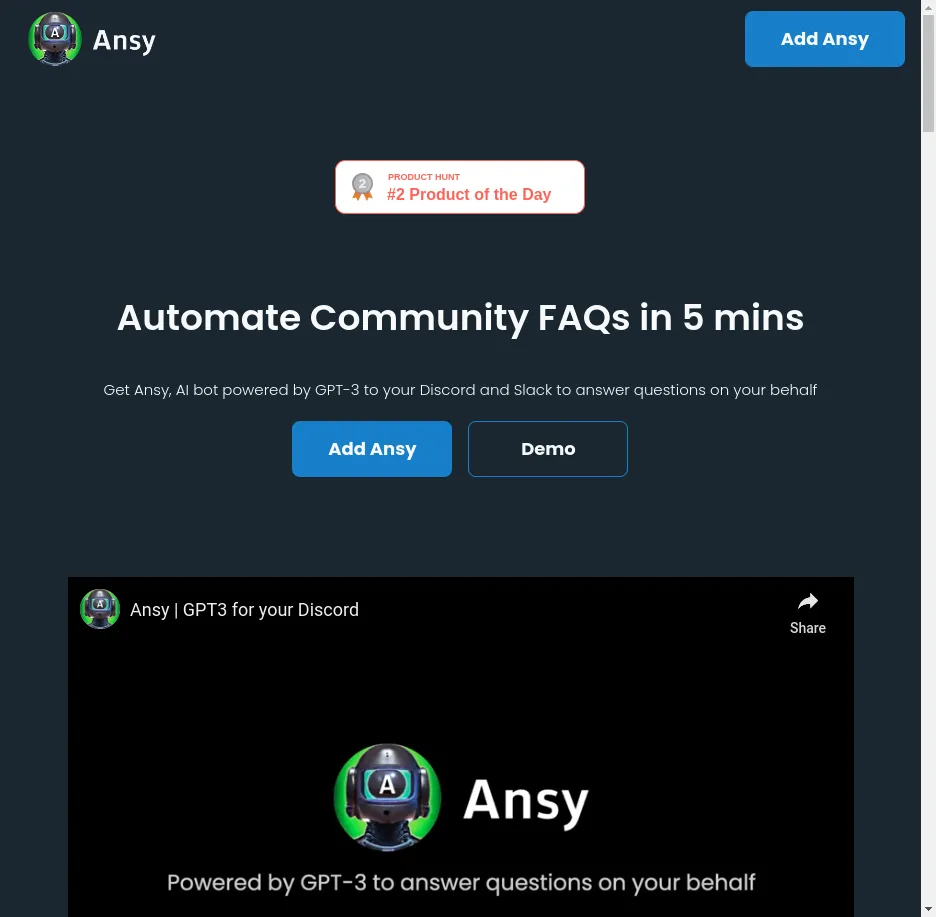 A
Ansy
Add Ansy
2
PRODUCT HUNT
#2 Product of the Day
Automate Community FAQs in 5 mins
Get Ansy, AI bot powered by GPT-3 to your Discord and Slack to answer questions on your behalf
Add Ansy
Demo
A
Ansy | GPT3 for your Discord
Share
A
Ansy
Powered by GPT-3 to answer questions on your behalf